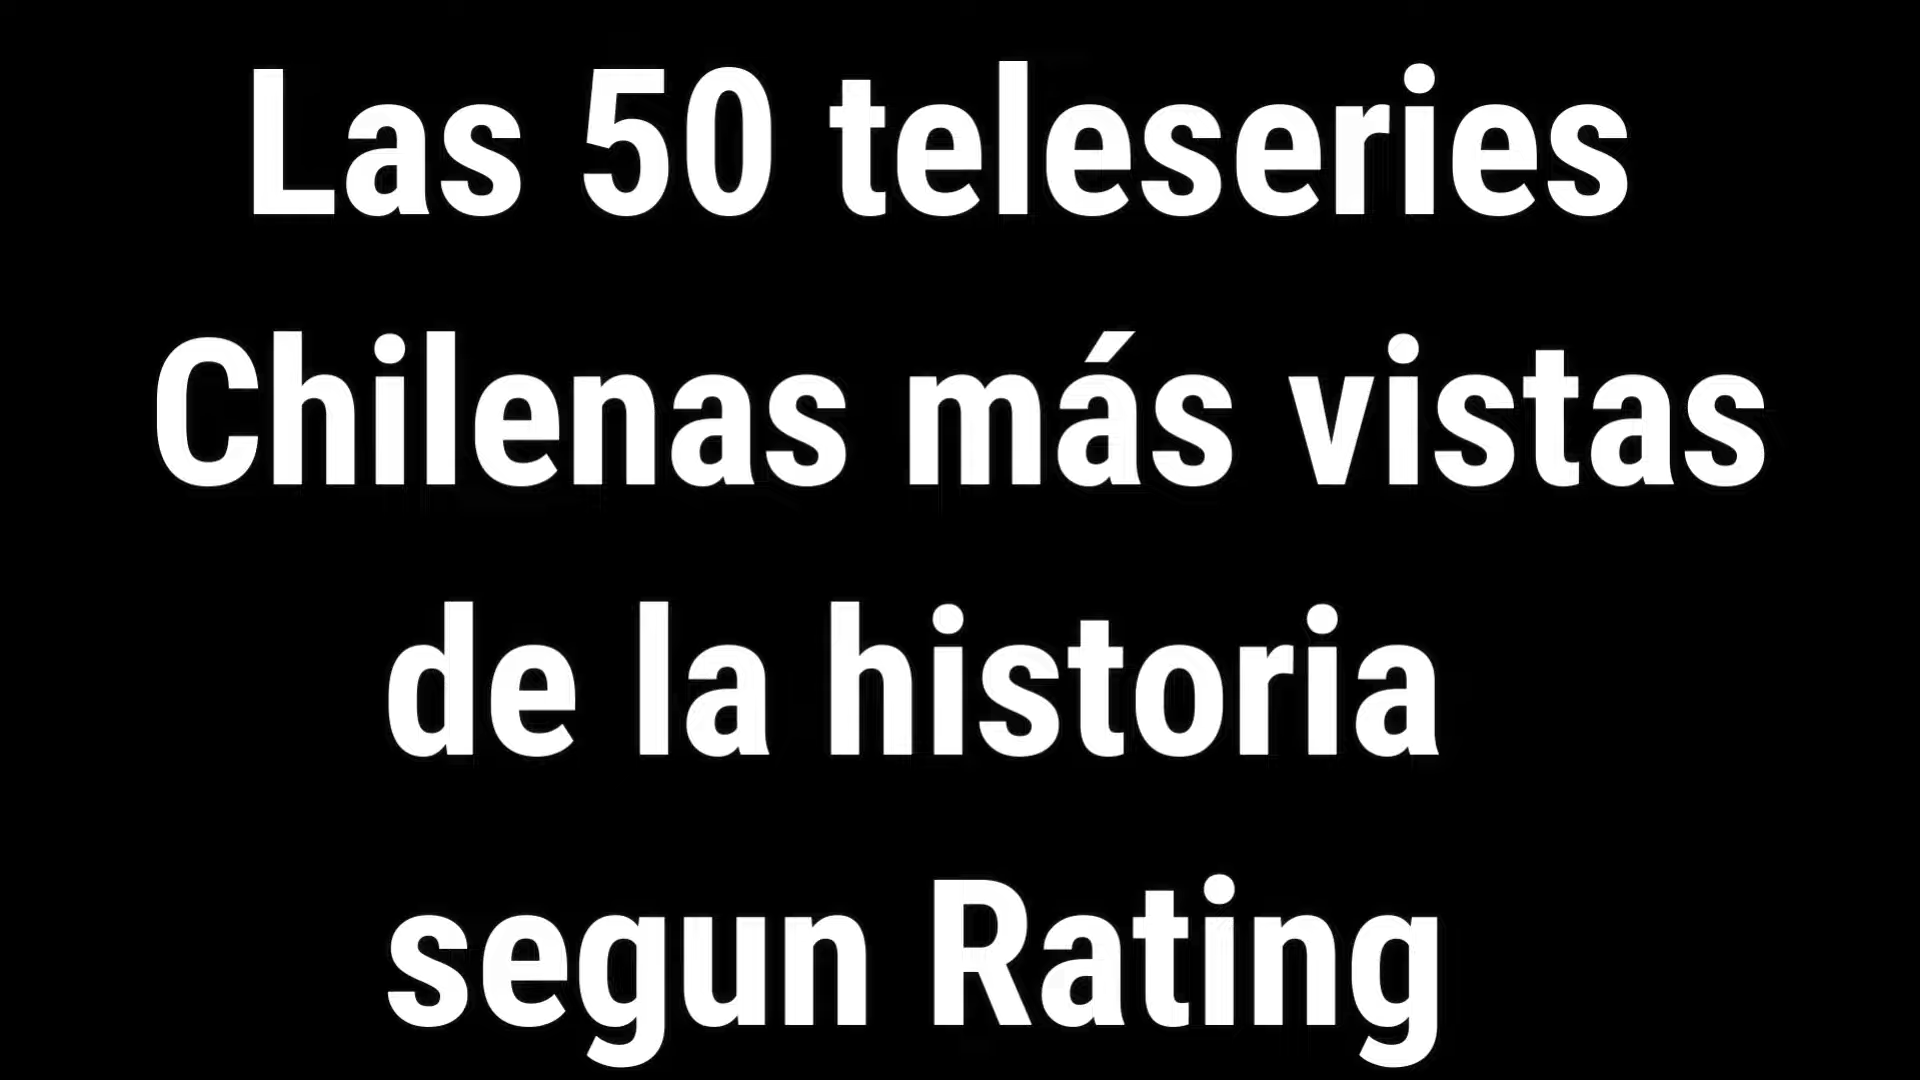 Las 50 teleseries
Chilenas más vistas
de la historia
segun Rating